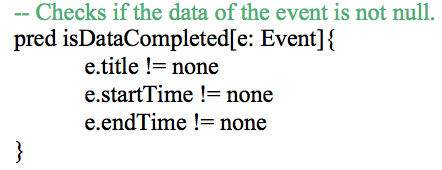 -- Checks if the data of the event is not null.
pred isDataCompleted[e: Event]{
e.title != none
e.startTime != none
e.endTime != none
}